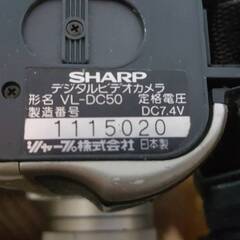 SHARP
デジタルビデオカメラ
形名 VL-DC50 定格電圧
製造番号 DC7.4V
1115020
シャープ株式会社 日本製